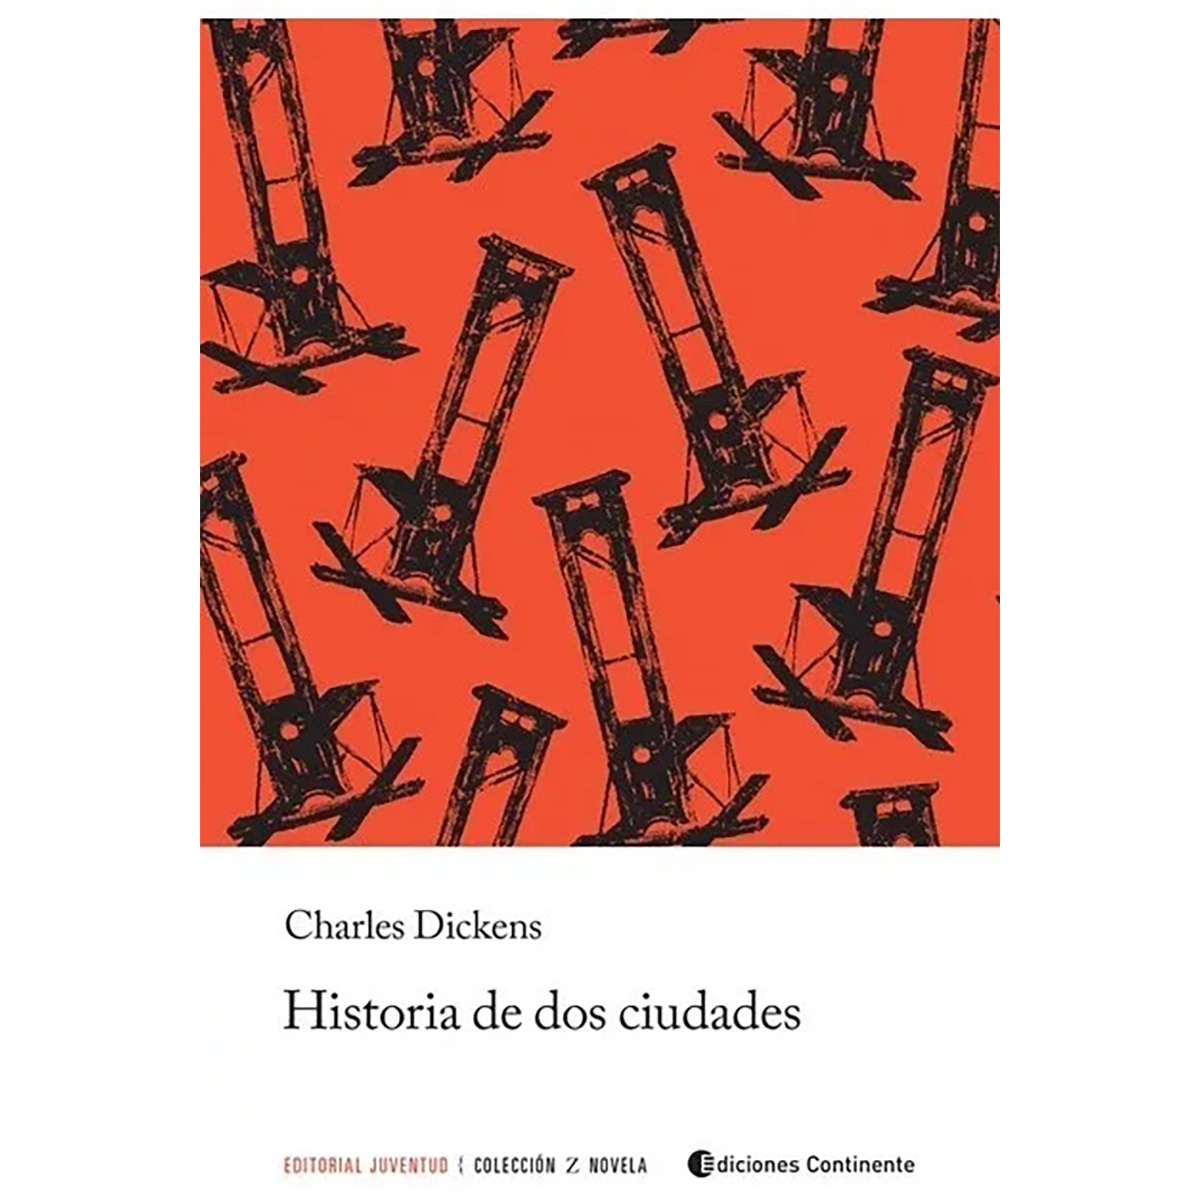 Charles Dickens
Historia de dos ciudades
EDITORIAL JUVENTUD { COLECCIÓN Z NOVELA Ediciones Continente